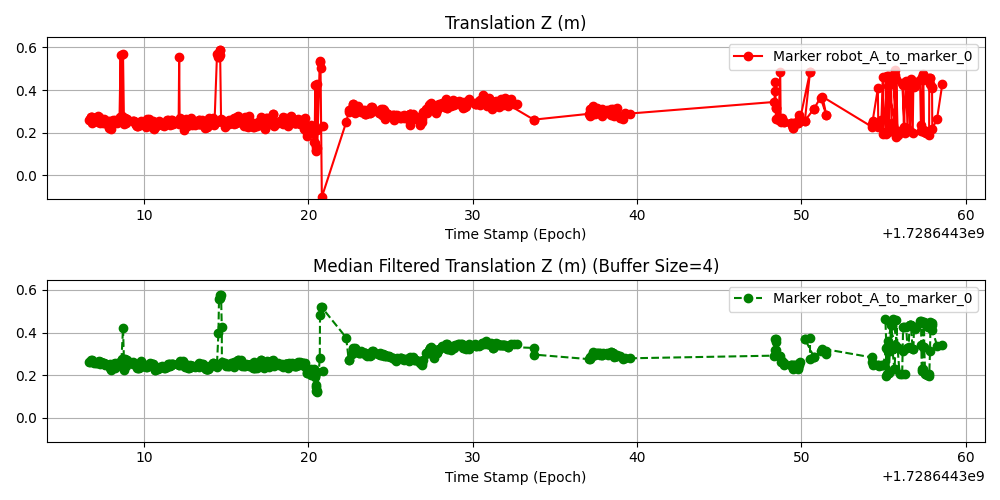 Translation Z (m)
0.6
0.4
0.2
0.0
Marker robot_A_to_marker_0
10
20
30
40
50
60
Time Stamp (Epoch)
+1.7286443e9
Median Filtered Translation Z (m) (Buffer Size=4)
0.6
0.4
0.2
0.0
Marker robot_A_to_marker_0
10
20
30
40
50
60
Time Stamp (Epoch)
+1.7286443e9